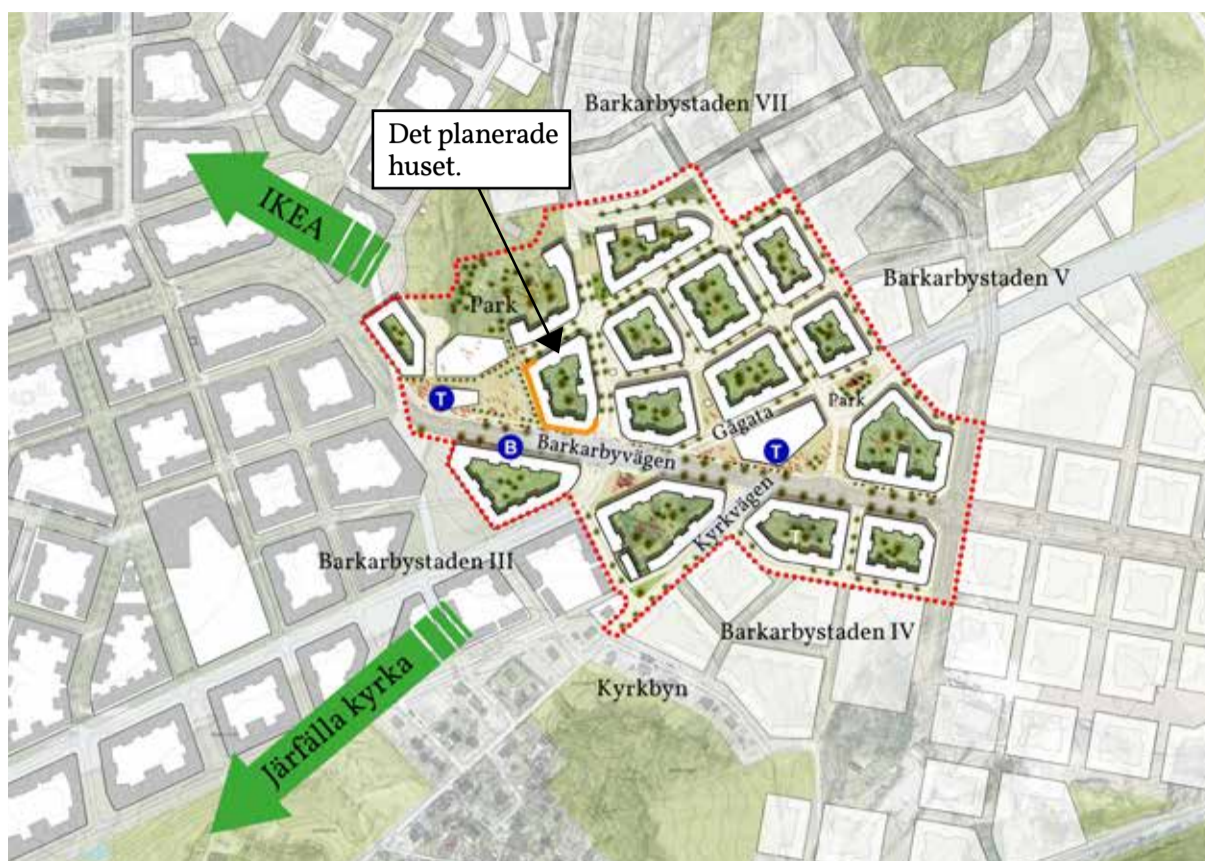 Barkarbystaden VII
Det planerade
huset.
IKEA
Barkarbystaden V
Park
Park
T
Gågata
B
Barkarbyvägen
T
Kyrkvägen
Barkarbystaden III
Barkarbystaden IV
Kyrkbyn
Järfälla kyrka